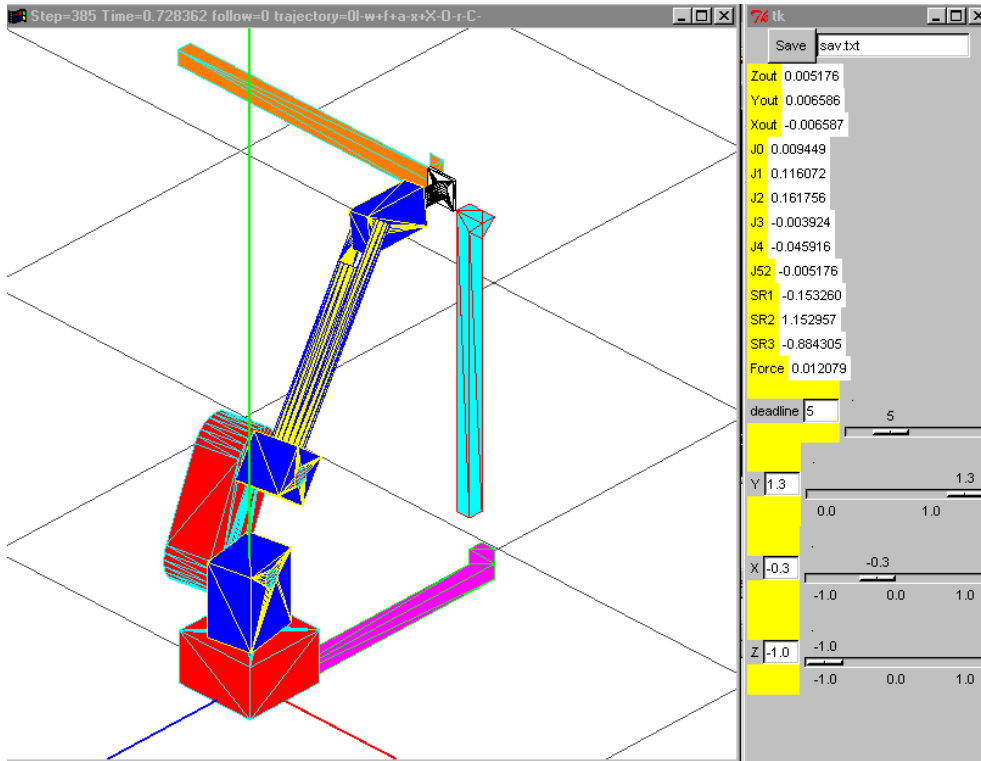 Step=385 Time=0.728362 follow=0 trajectory=0l-w+f+a-x+X-O-r-C-
tk
Save sav.txt
Zout 0.005176
Yout 0.006586
Xout -0.006587
J0 0.009449
J1 0.116072
J2 0.161756
J3 -0.003924
J4 -0.045916
J52 -0.005176
SR1 -0.153260
SR2 1.152957
SR3 -0.884305
Force 0.012079
deadline 5 5
Y 1.3 1.3
0.0 1.0
X -0.3 -0.3
-1.0 0.0 1.0
Z -1.0 -1.0
-1.0 0.0 1.0